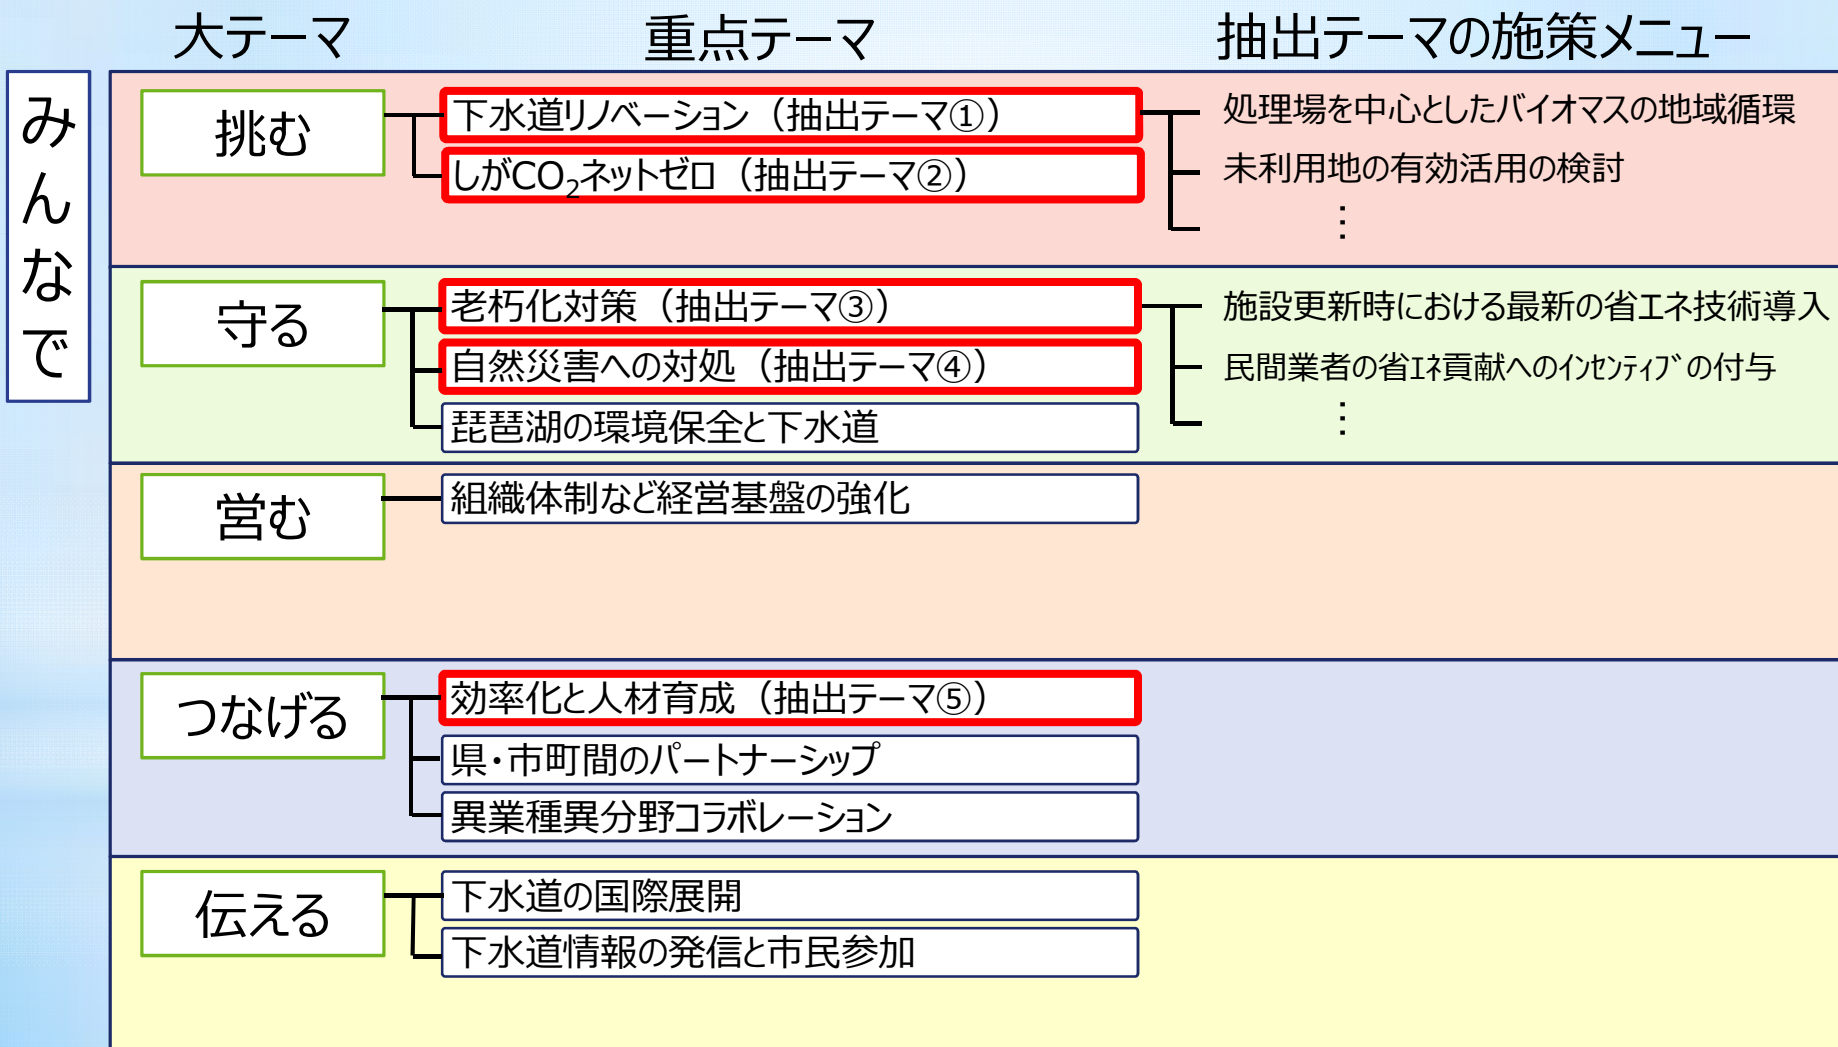 大テーマ
重点テーマ
抽出テーマの施策メニュー
みんなで
挑む
下水道リノベーション（抽出テーマ①）
しがCO₂ネットゼロ（抽出テーマ②）
処理場を中心としたバイオマスの地域循環
未利用地の有効活用の検討
⋮
守る
老朽化対策（抽出テーマ③）
自然災害への対処（抽出テーマ④）
琵琶湖の環境保全と下水道
施設更新時における最新の省エネ技術導入
民間業者の省ｴﾈ貢献へのｲﾝｾﾝﾃｨﾌﾞの付与
⋮
営む
組織体制など経営基盤の強化
つなげる
効率化と人材育成（抽出テーマ⑤）
県・市町間のパートナーシップ
異業種異分野コラボレーション
伝える
下水道の国際展開
下水道情報の発信と市民参加